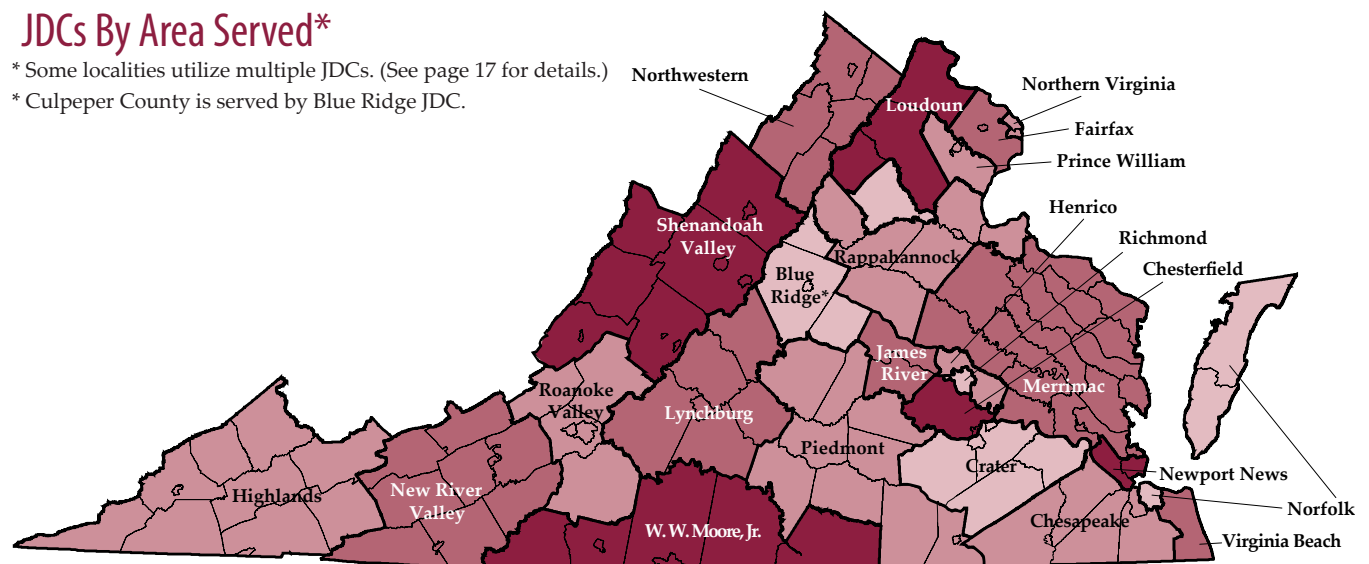 JDCs By Area Served*
* Some localities utilize multiple JDCs. (See page 17 for details.)
* Culpeper County is served by Blue Ridge JDC.
Northwestern
Loudoun
Northern Virginia
Fairfax
Prince William
Henrico
Richmond
Chesterfield
Shenandoah
Valley
Rappahannock
Blue
Ridge*
James
River
Merrimac
Roanoke
Valley
Lynchburg
Piedmont
Crater
Highlands
New River
Valley
W. W. Moore, Jr.
Chesapeake
Newport News
Norfolk
Virginia Beach